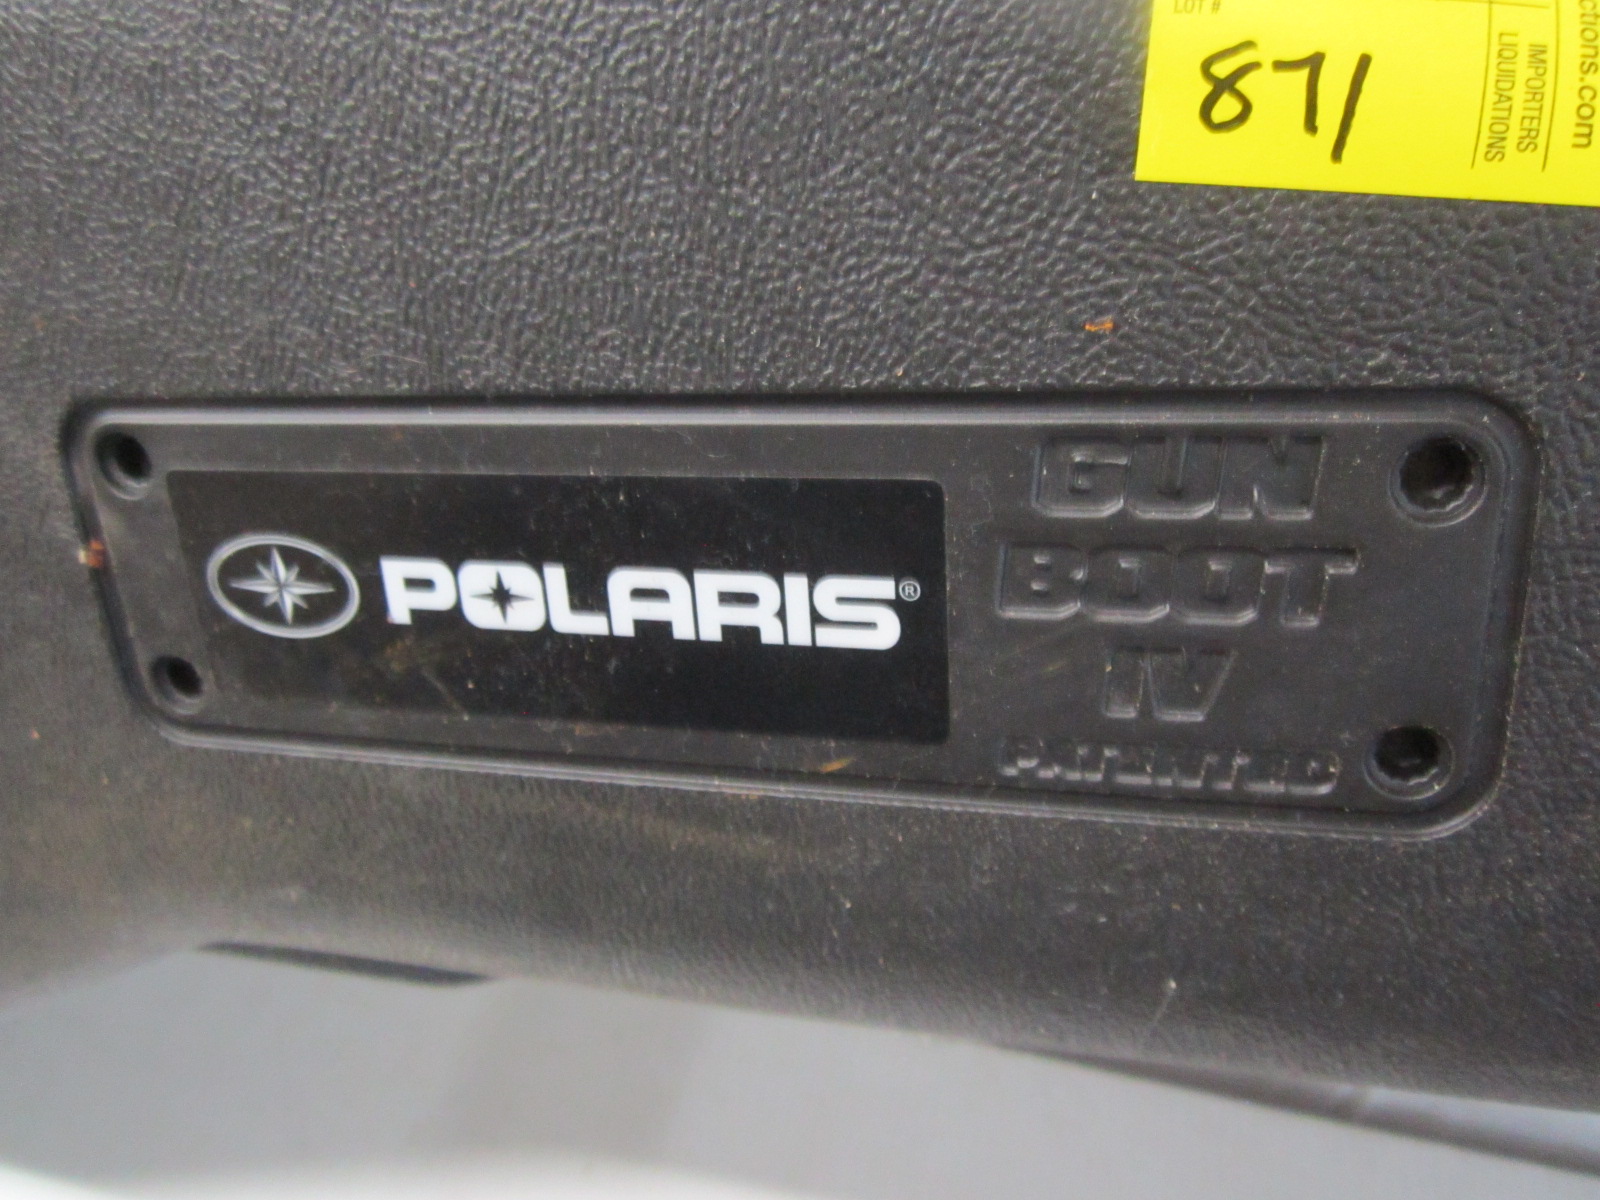 LOT #
871
IMPORTERS
LIQUIDATIONS
ctions.com
POLARIS®
GUN
BOOT
IV
PATENTED